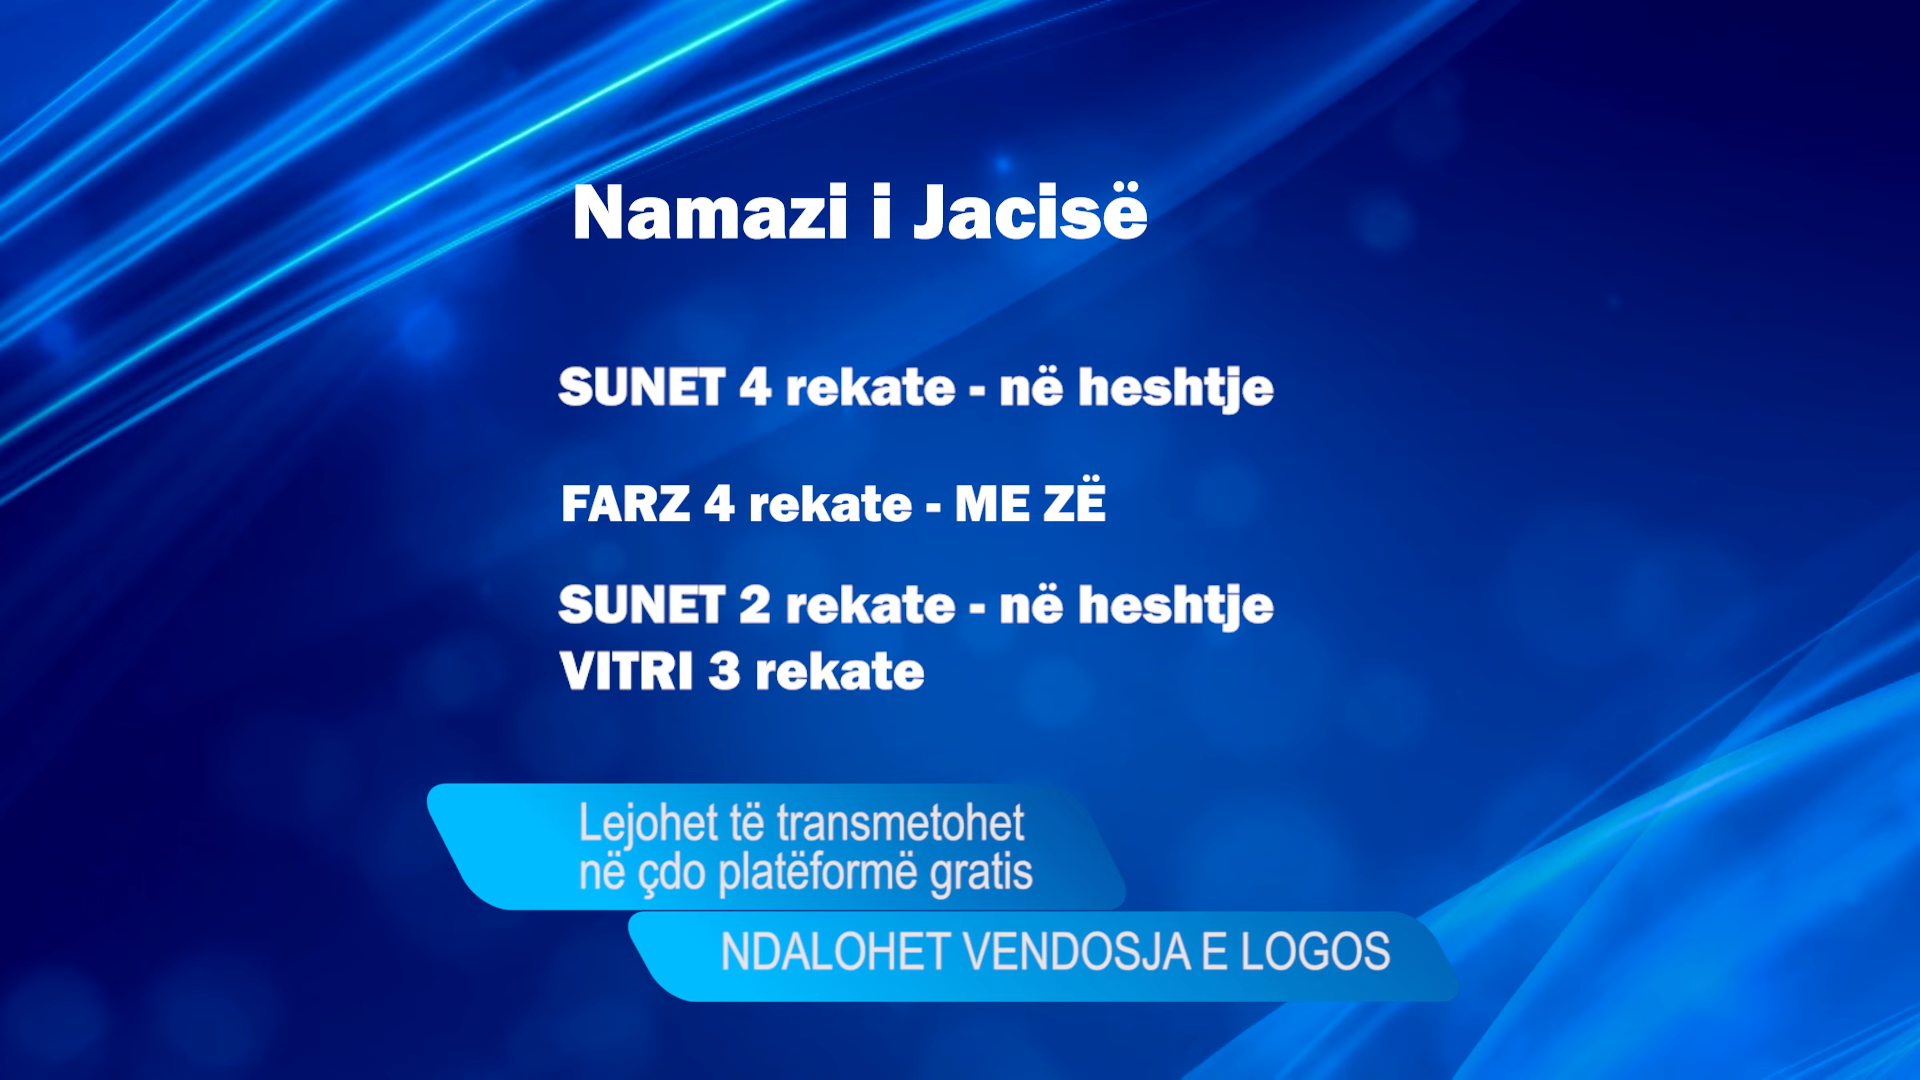 Namazi i Jacisë
SUNET 4 rekate - në heshtje
FARZ 4 rekate - ME ZË
SUNET 2 rekate - në heshtje
VITRI 3 rekate
Lejohet të transmetohet
në çdo platëformë gratis
NDALOHET VENDOSJA E LOGOS